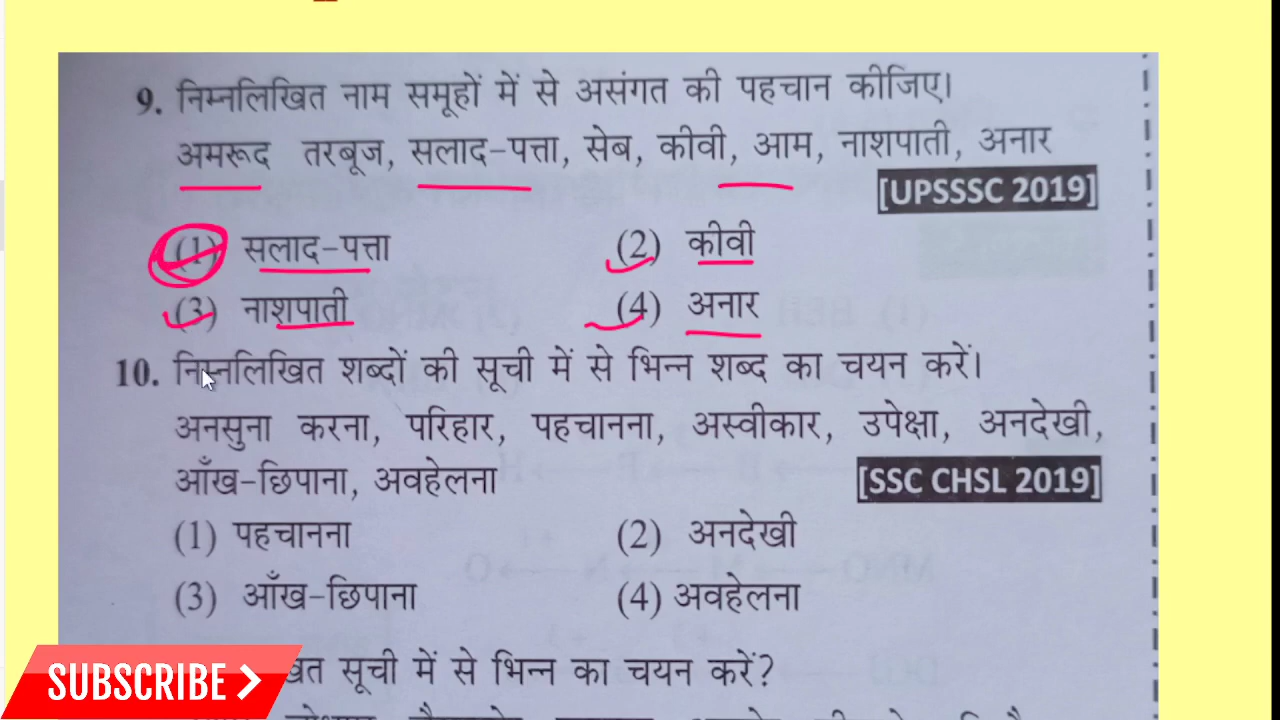 9. निम्नलिखित नाम समूहों में से असंगत की पहचान कीजिए।
अमरूद तरबूज, सलाद-पत्ता, सेब, कीवी, आम, नाशपाती, अनार
[UPSSSC 2019]
(1) सलाद-पत्ता (2) कीवी
(3) नाशपाती (4) अनार
10. निम्नलिखित शब्दों की सूची में से भिन्न शब्द का चयन करें।
अनसुना करना, परिहार, पहचानना, अस्वीकार, उपेक्षा, अनदेखी,
आँख-छिपाना, अवहेलना [SSC CHSL 2019]
(1) पहचानना (2) अनदेखी
(3) आँख-छिपाना (4) अवहेलना
सूची में से भिन्न का चयन करें?
SUBSCRIBE